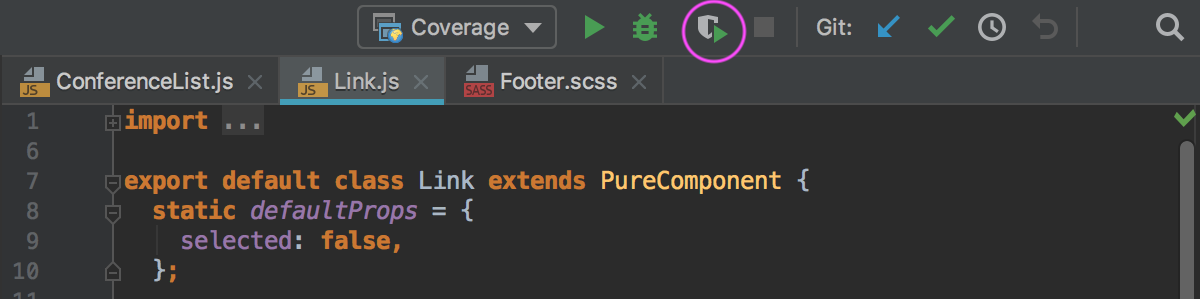 Coverage Git:
JS ConferenceList.js JS Link.js SASS Footer.scss
1 import ...
6
7 export default class Link extends PureComponent {
8 static defaultProps = {
9 selected: false,
10 };
11